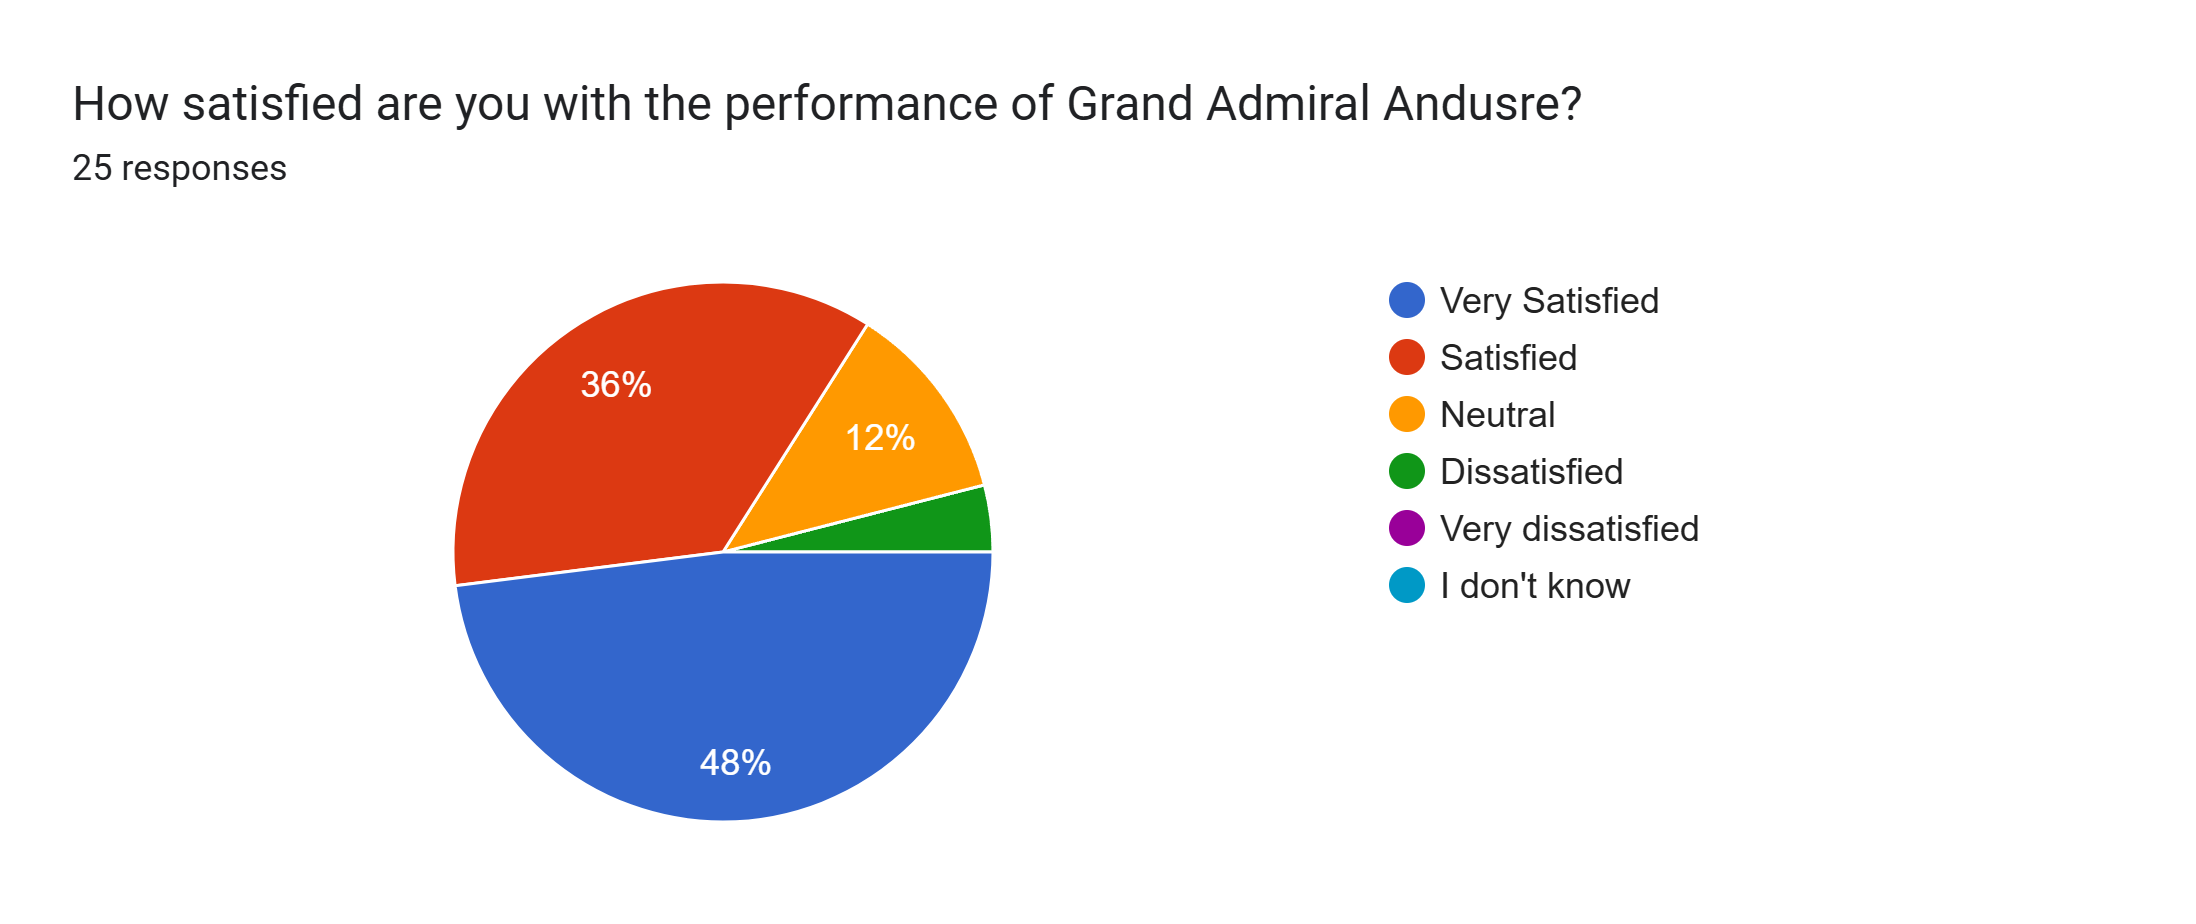 How satisfied are you with the performance of Grand Admiral Andusre?
25 responses
36%
12%
48%
Very Satisfied
Satisfied
Neutral
Dissatisfied
Very dissatisfied
I don't know